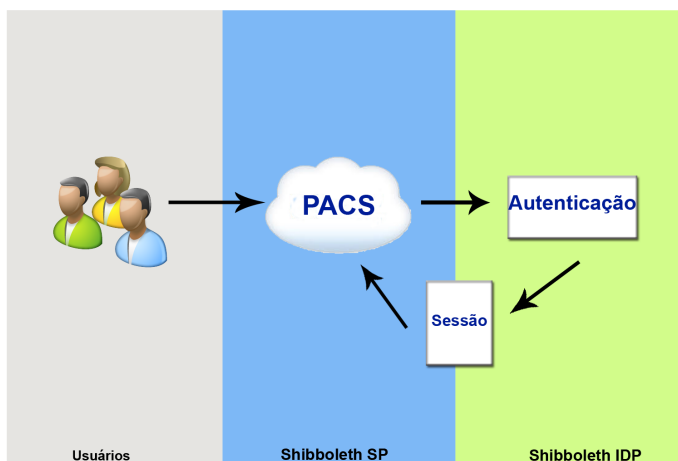 PACS
Autenticação
Sessão
Usuários
Shibboleth SP
Shibboleth IDP